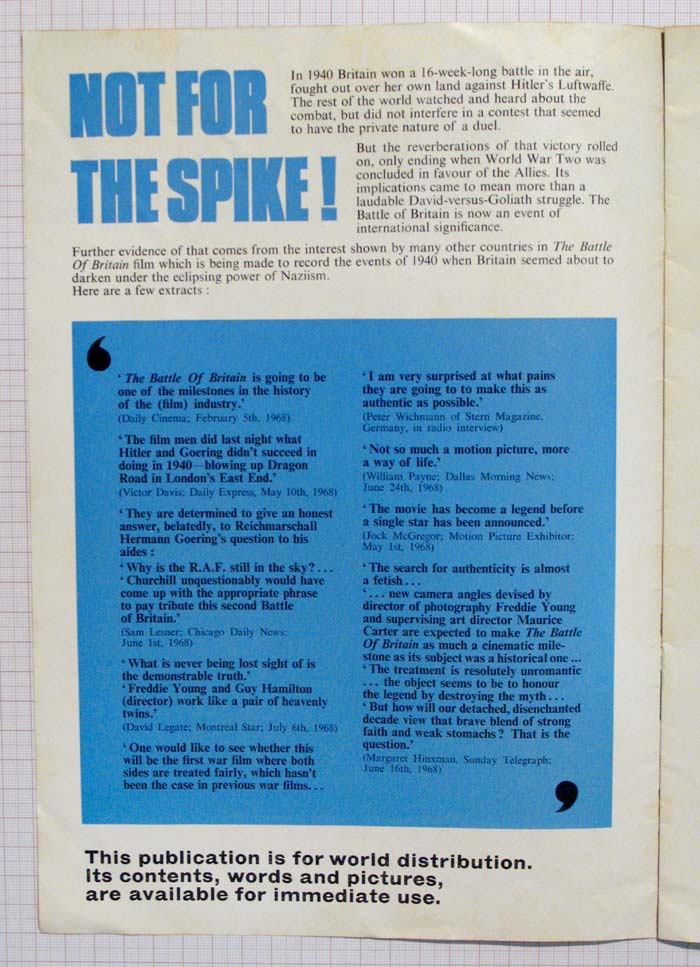 NOT FOR
THE SPIKE!
In 1940 Britain won a 16-week-long battle in the air,
fought out over her own land against Hitler's Luftwaffe.
The rest of the world watched and heard about the
combat, but did not interfere in a contest that seemed
to have the private nature of a duel.
But the reverberations of that victory rolled
on, only ending when World War Two was
concluded in favour of the Allies. Its
implications came to mean more than a
laudable David-versus-Goliath struggle. The
Battle of Britain is now an event of
international significance.
Further evidence of that comes from the interest shown by many other countries in The Battle
Of Britain film which is being made to record the events of 1940 when Britain seemed about to
darken under the eclipsing power of Naziism.
Here are a few extracts :
‘
‘ The Battle Of Britain is going to be
one of the milestones in the history
of the (film) industry.’
(Daily Cinema; February 5th, 1968)
‘ The film men did last night what
Hitler and Goering didn't succeed in
doing in 1940—blowing up Dragon
Road in London's East End.’
(Victor Davis; Daily Express, May 10th, 1968)
‘ They are determined to give an honest
answer, belatedly, to Reichmarschall
Hermann Goering's question to his
aides :
‘ Why is the R.A.F. still in the sky ? . . .
‘ Churchill unquestionably would have
come up with the appropriate phrase
to pay tribute this second Battle
of Britain.’
(Sam Lesner; Chicago Daily News;
June 1st, 1968)
‘ What is never being lost sight of is
the demonstrable truth.’
‘ Freddie Young and Guy Hamilton
(director) work like a pair of heavenly
twins.’
(David Legate; Montreal Star; July 6th, 1968)
‘ One would like to see whether this
will be the first war film where both
sides are treated fairly, which hasn't
been the case in previous war films. . .
‘ I am very surprised at what pains
they are going to to make this as
authentic as possible.’
(Peter Wichmann of Stern Magazine,
Germany, in radio interview)
‘ Not so much a motion picture, more
a way of life.’
(William Payne; Dallas Morning News;
June 24th, 1968)
‘ The movie has become a legend before
a single star has been announced.’
(Jock McGregor; Motion Picture Exhibitor;
May 1st, 1968)
‘ The search for authenticity is almost
a fetish . . .
‘ . . . new camera angles devised by
director of photography Freddie Young
and supervising art director Maurice
Carter are expected to make The Battle
Of Britain as much a cinematic mile-
stone as its subject was a historical one ...
‘ The treatment is resolutely unromantic
. . . the object seems to be to honour
the legend by destroying the myth . . .
‘ But how will our detached, disenchanted
decade view that brave blend of strong
faith and weak stomachs ? That is the
question.’
(Margaret Hinxman, Sunday Telegraph;
June 16th, 1968)
’
This publication is for world distribution.
Its contents, words and pictures,
are available for immediate use.